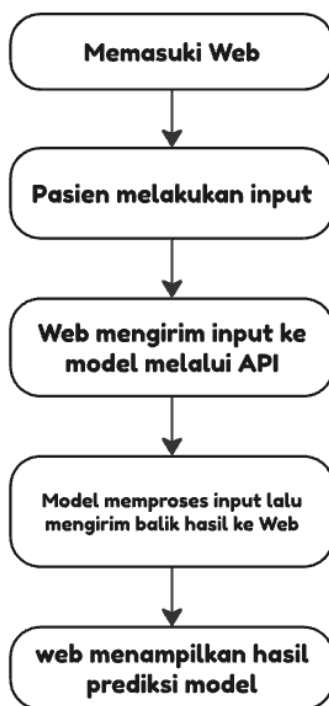 Memasuki Web
Pasien melakukan input
Web mengirim input ke
model melalui API
Model memproses input lalu
mengirim balik hasil ke Web
web menampilkan hasil
prediksi model